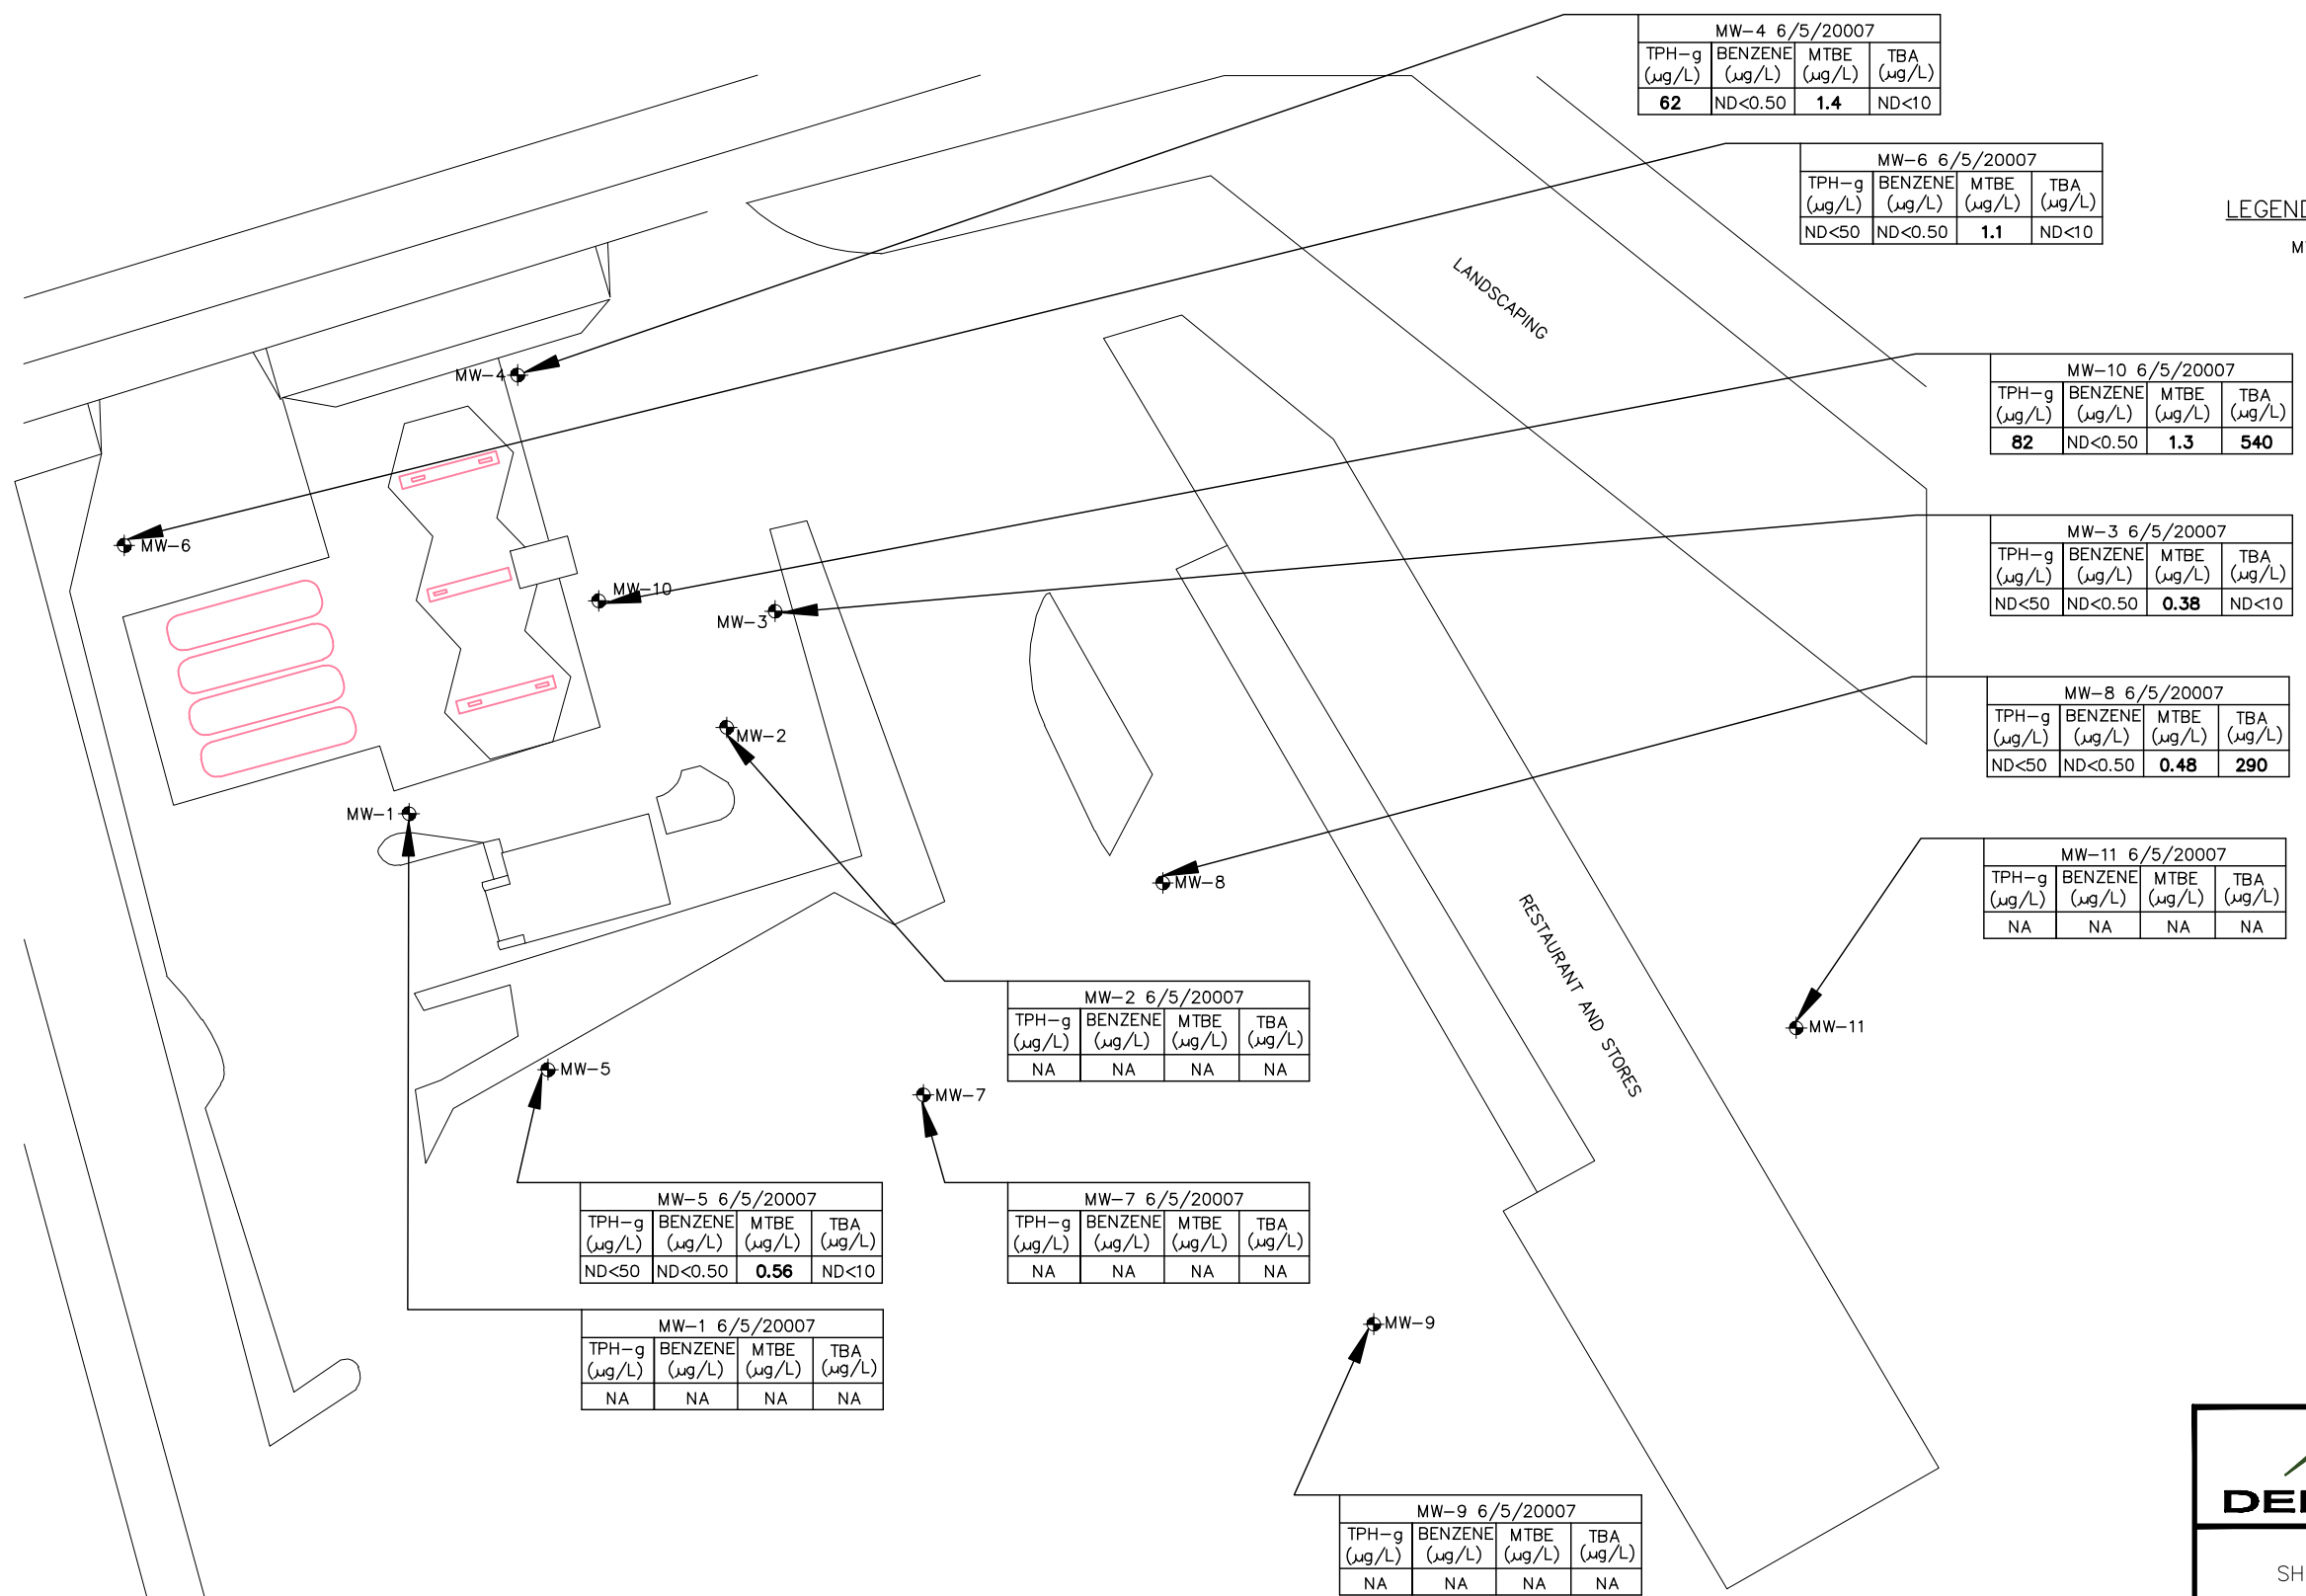 MW-4 6/5/20007
TPH-g BENZENE MTBE TBA
(µg/L) (µg/L) (µg/L) (µg/L)
62 ND<0.50 1.4 ND<10
MW-6 6/5/20007
TPH-g BENZENE MTBE TBA
(µg/L) (µg/L) (µg/L) (µg/L)
ND<50 ND<0.50 1.1 ND<10
LEGEND
LANDSCAPING
MW-10 6/5/20007
TPH-g BENZENE MTBE TBA
(µg/L) (µg/L) (µg/L) (µg/L)
82 ND<0.50 1.3 540
MW-4
MW-6
MW-10
MW-3
MW-3 6/5/20007
TPH-g BENZENE MTBE TBA
(µg/L) (µg/L) (µg/L) (µg/L)
ND<50 ND<0.50 0.38 ND<10
MW-2
MW-1
MW-8 6/5/20007
TPH-g BENZENE MTBE TBA
(µg/L) (µg/L) (µg/L) (µg/L)
ND<50 ND<0.50 0.48 290
MW-8
MW-11 6/5/20007
TPH-g BENZENE MTBE TBA
(µg/L) (µg/L) (µg/L) (µg/L)
NA NA NA NA
RESTAURANT AND STORES
MW-11
MW-2 6/5/20007
TPH-g BENZENE MTBE TBA
(µg/L) (µg/L) (µg/L) (µg/L)
NA NA NA NA
MW-5
MW-7
MW-5 6/5/20007
TPH-g BENZENE MTBE TBA
(µg/L) (µg/L) (µg/L) (µg/L)
ND<50 ND<0.50 0.56 ND<10
MW-7 6/5/20007
TPH-g BENZENE MTBE TBA
(µg/L) (µg/L) (µg/L) (µg/L)
NA NA NA NA
MW-1 6/5/20007
TPH-g BENZENE MTBE TBA
(µg/L) (µg/L) (µg/L) (µg/L)
NA NA NA NA
MW-9
MW-9 6/5/20007
TPH-g BENZENE MTBE TBA
(µg/L) (µg/L) (µg/L) (µg/L)
NA NA NA NA
SH